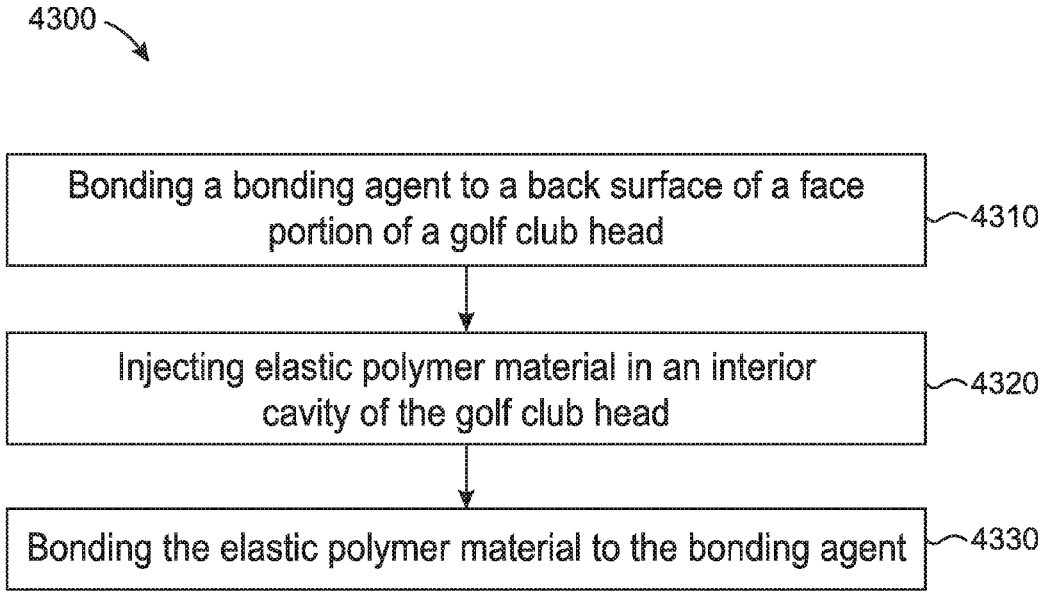 4300
Bonding a bonding agent to a back surface of a face
portion of a golf club head
4310
Injecting elastic polymer material in an interior
cavity of the golf club head
4320
Bonding the elastic polymer material to the bonding agent
4330